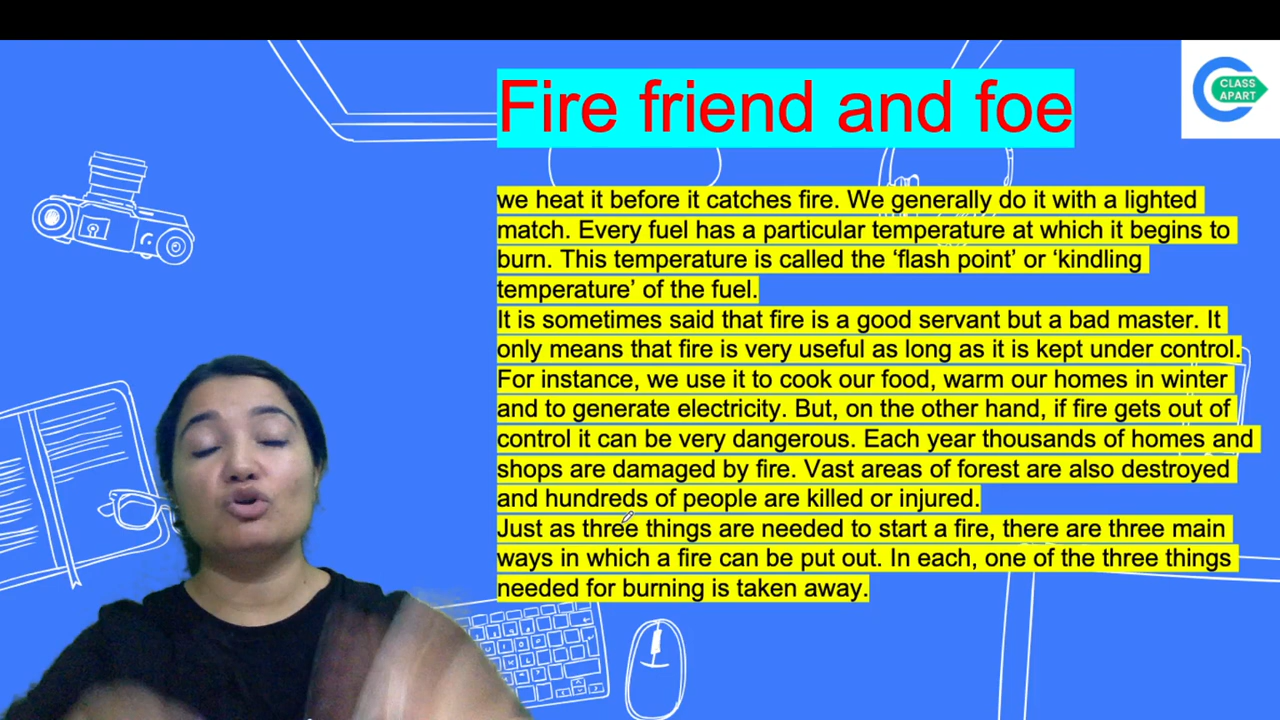 CLASS
APART
Fire friend and foe
we heat it before it catches fire. We generally do it with a lighted
match. Every fuel has a particular temperature at which it begins to
burn. This temperature is called the ‘flash point’ or ‘kindling
temperature’ of the fuel.
It is sometimes said that fire is a good servant but a bad master. It
only means that fire is very useful as long as it is kept under control.
For instance, we use it to cook our food, warm our homes in winter
and to generate electricity. But, on the other hand, if fire gets out of
control it can be very dangerous. Each year thousands of homes and
shops are damaged by fire. Vast areas of forest are also destroyed
and hundreds of people are killed or injured.
Just as three things are needed to start a fire, there are three main
ways in which a fire can be put out. In each, one of the three things
needed for burning is taken away.